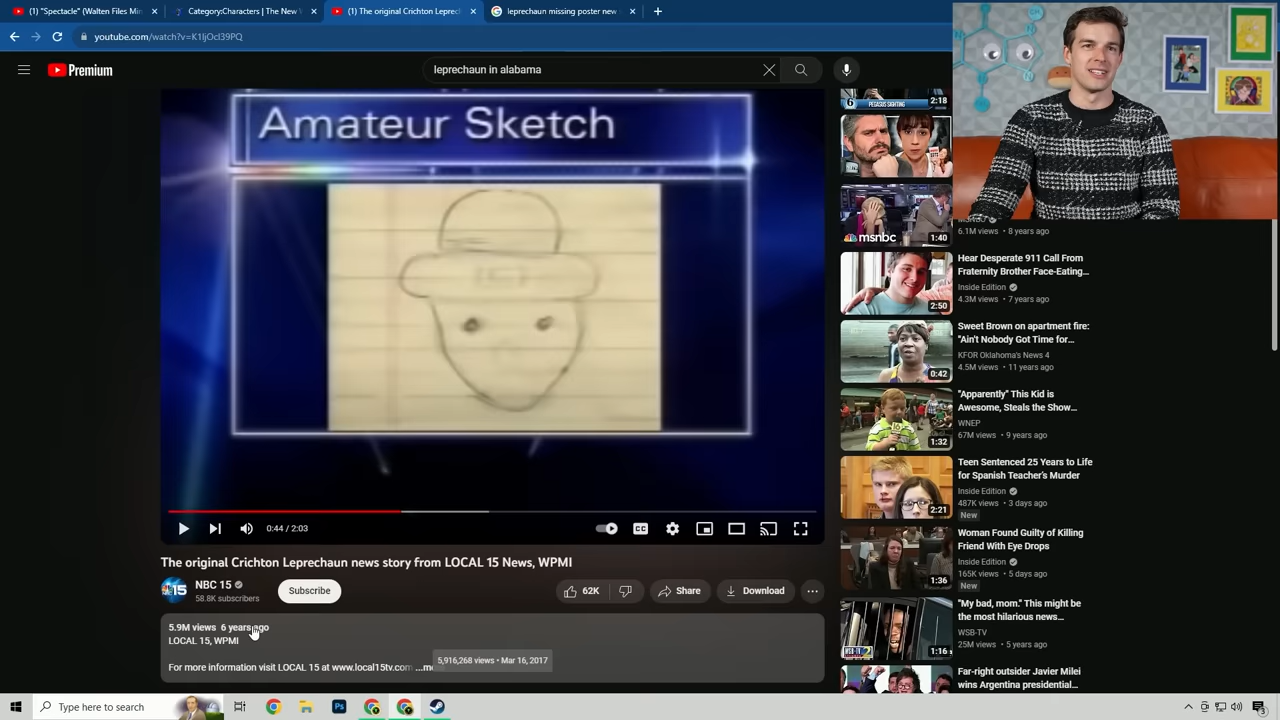 (1) "Spectacle" (Walten Files Mi
Category:Characters | The New
(1) The original Crichton Leprech
leprechaun missing poster new
youtube.com/watch?v=K1ljOcl39PQ
Premium
leprechaun in alabama
Amateur Sketch
PEGASUS SIGHTING
2:18
msnbc
1:40
6.1M views • 8 years ago
2:50
Hear Desperate 911 Call From
Fraternity Brother Face-Eating...
Inside Edition
4.3M views • 7 years ago
0:42
Sweet Brown on apartment fire:
"Ain't Nobody Got Time for...
KFOR Oklahoma's News 4
4.5M views • 11 years ago
1:32
"Apparently" This Kid is
Awesome, Steals the Show...
WNEP
67M views • 9 years ago
2:21
Teen Sentenced 25 Years to Life
for Spanish Teacher's Murder
Inside Edition
487K views • 3 days ago
New
1:36
Woman Found Guilty of Killing
Friend With Eye Drops
Inside Edition
165K views • 5 days ago
New
1:16
"My bad, mom." This might be
the most hilarious news...
WSB-TV
25M views • 5 years ago
Far-right outsider Javier Milei
wins Argentina presidential...
0:44 / 2:03
CC
The original Crichton Leprechaun news story from LOCAL 15 News, WPMI
NBC 15
58.8K subscribers
Subscribe
62K
Share
Download
5.9M views 6 years ago
LOCAL 15, WPMI
For more information visit LOCAL 15 at www.local15tv.com ...m
5,916,268 views • Mar 16, 2017
Type here to search
3